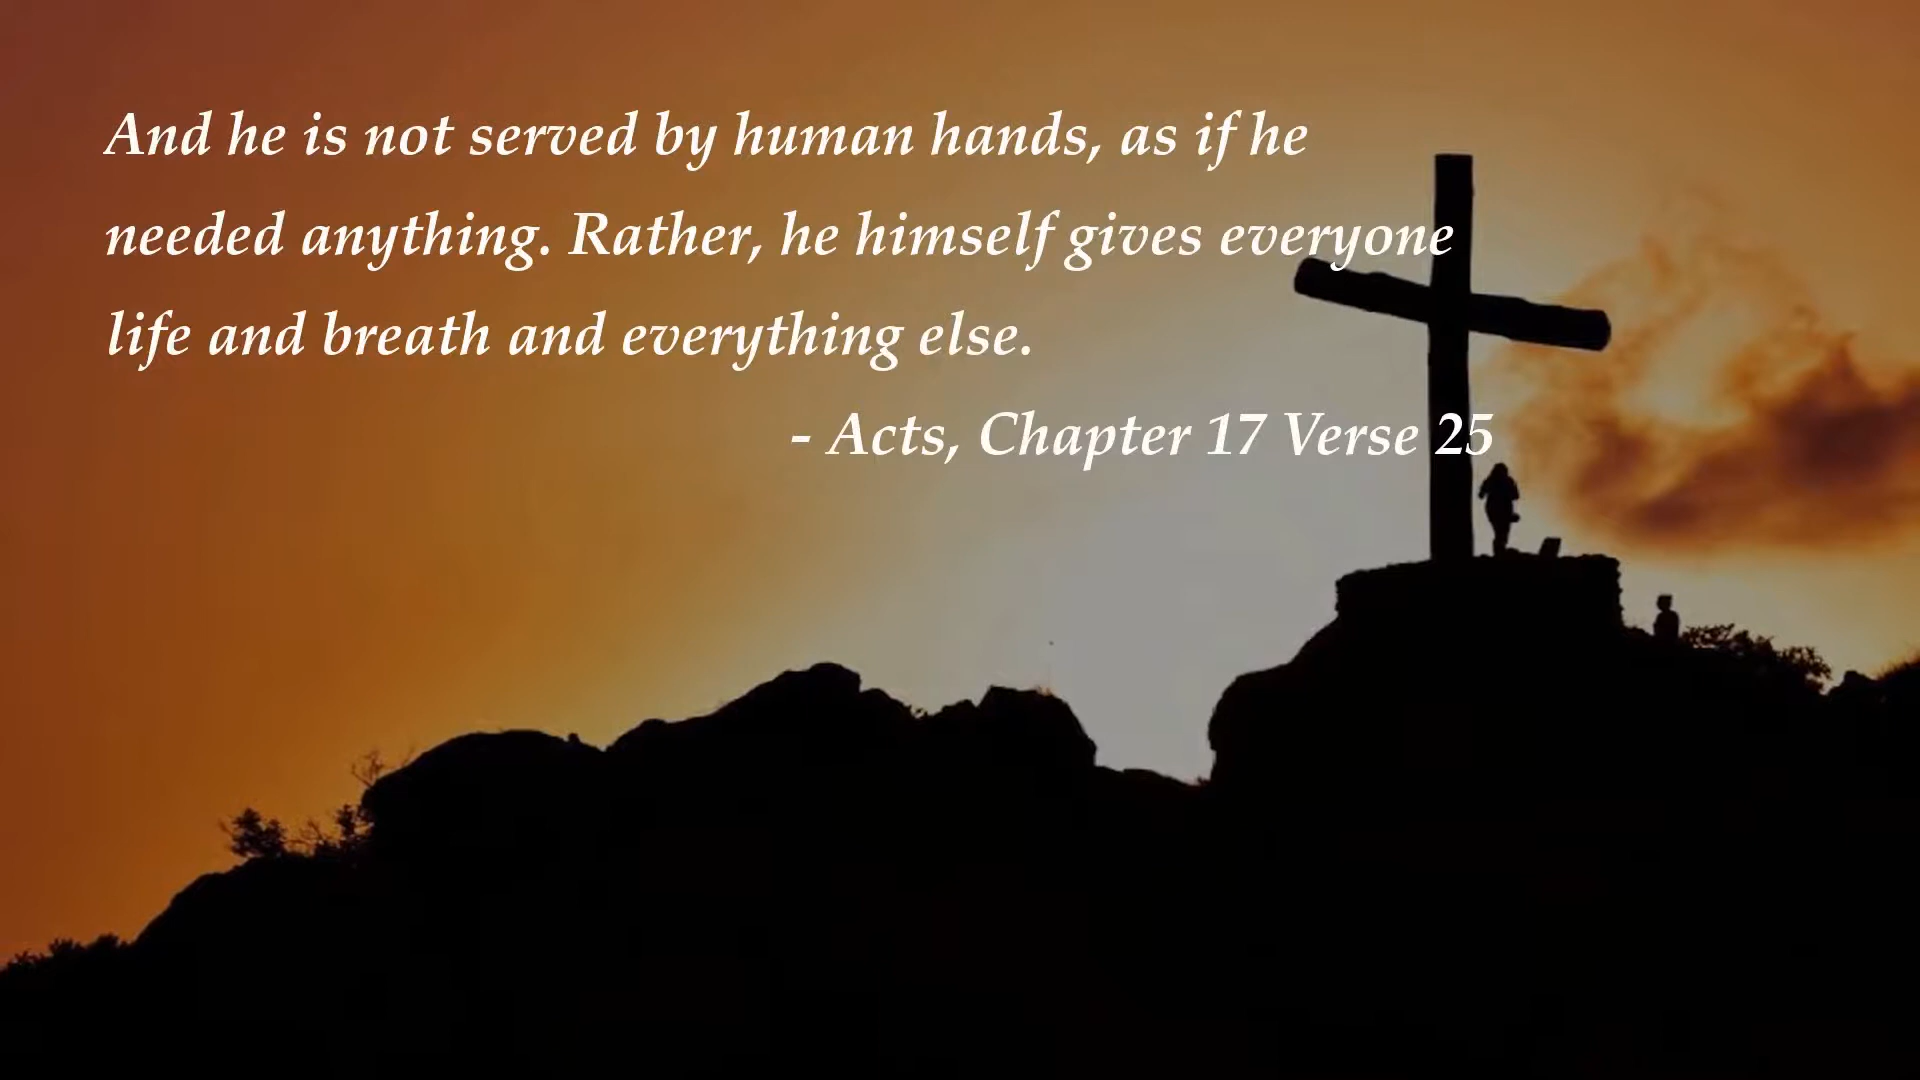 And he is not served by human hands, as if he
needed anything. Rather, he himself gives everyone
life and breath and everything else.
- Acts, Chapter 17 Verse 25